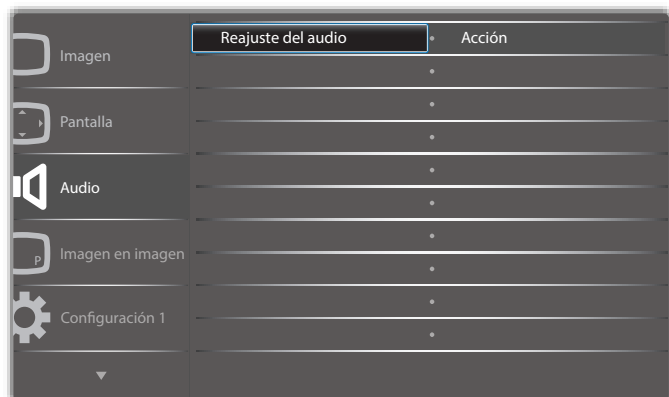 Reajuste del audio
Acción
Imagen
Pantalla
Audio
P
Imagen en imagen
Configuración 1